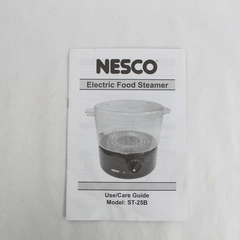 NESCO®
Electric Food Steamer
Use/Care Guide
Model: ST-25B